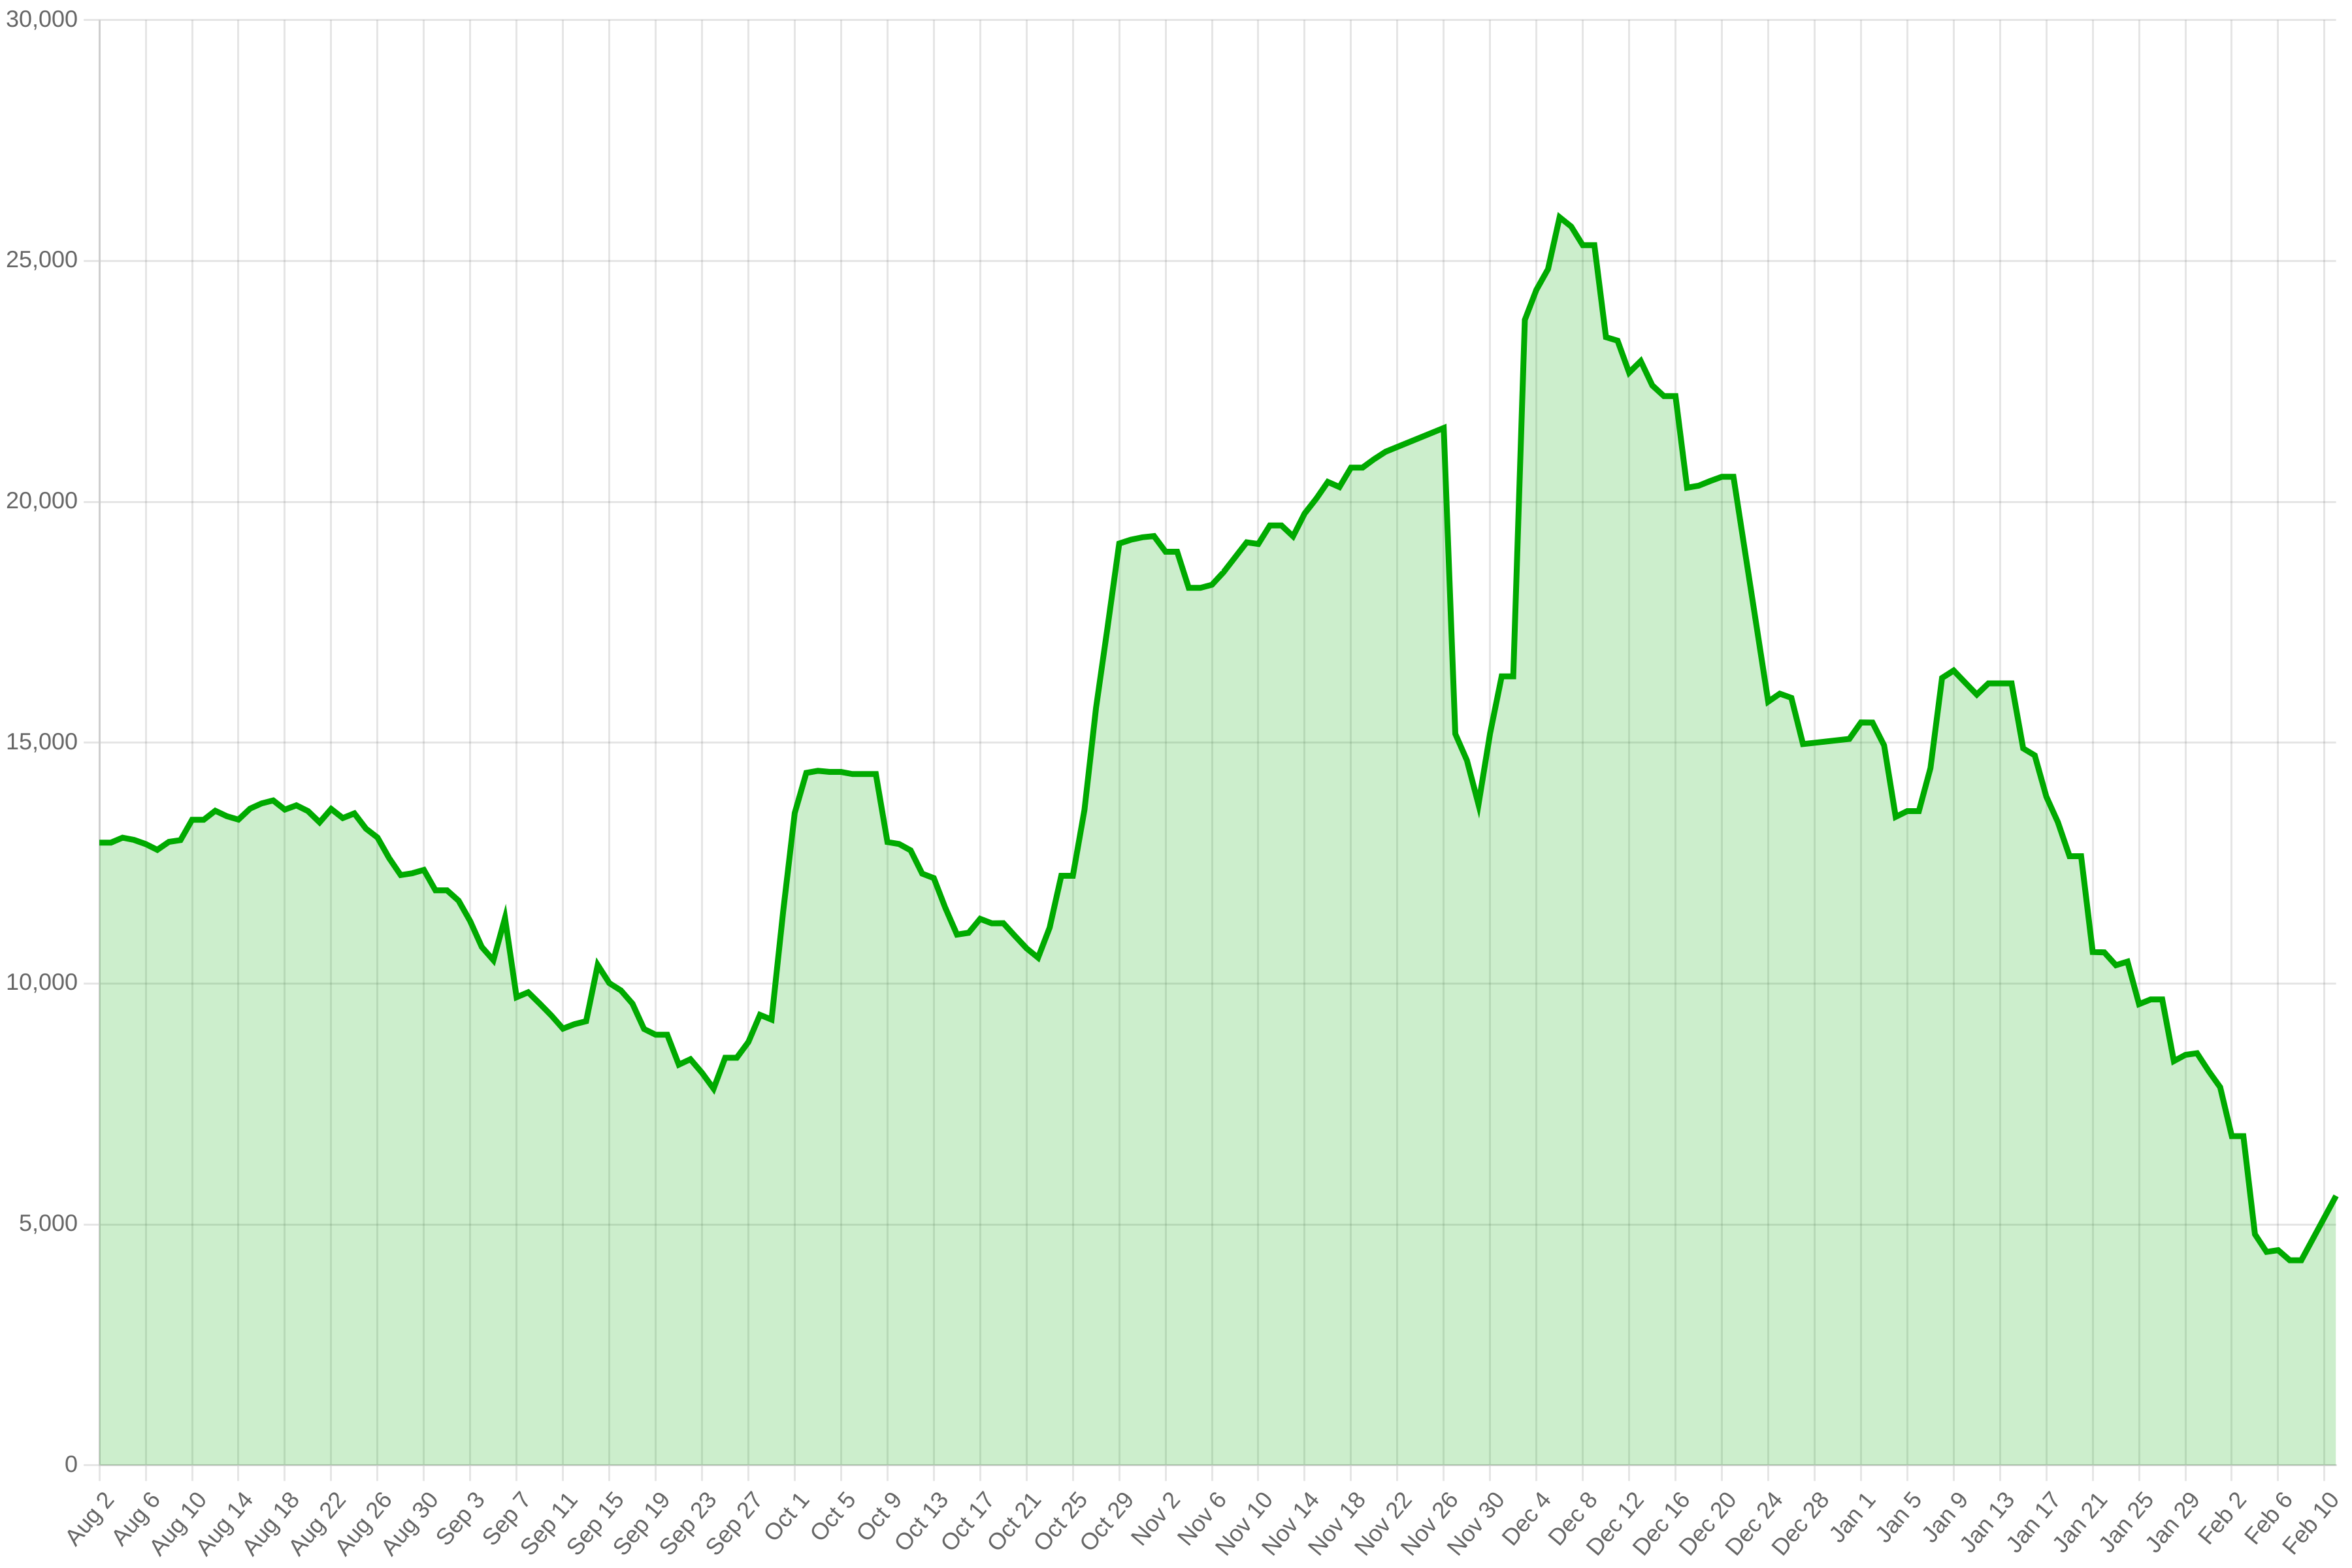 30,000
25,000
20,000
15,000
10,000
5,000
0
Aug 2
Aug 6
Aug 10
Aug 14
Aug 18
Aug 22
Aug 26
Aug 30
Sep 3
Sep 7
Sep 11
Sep 15
Sep 19
Sep 23
Sep 27
Oct 1
Oct 5
Oct 9
Oct 13
Oct 17
Oct 21
Oct 25
Oct 29
Nov 2
Nov 6
Nov 10
Nov 14
Nov 18
Nov 22
Nov 26
Nov 30
Dec 4
Dec 8
Dec 12
Dec 16
Dec 20
Dec 24
Dec 28
Jan 1
Jan 5
Jan 9
Jan 13
Jan 17
Jan 21
Jan 25
Jan 29
Feb 2
Feb 6
Feb 10